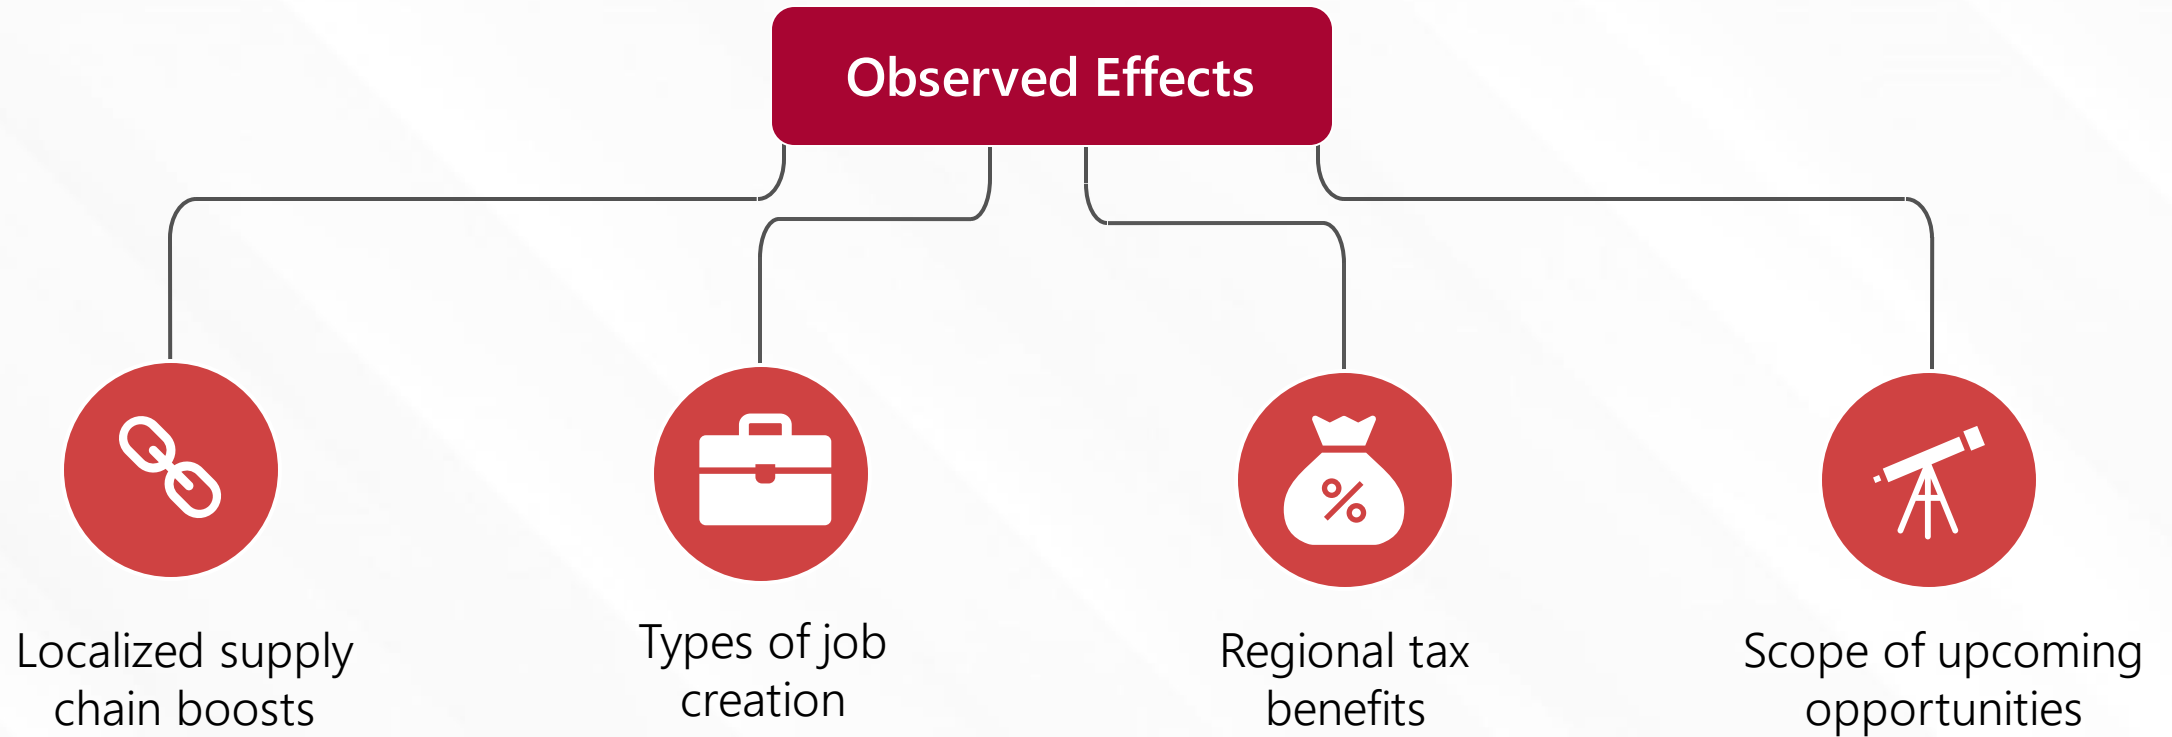 Observed Effects
Localized supply
chain boosts
Types of job
creation
%
Regional tax
benefits
Scope of upcoming
opportunities